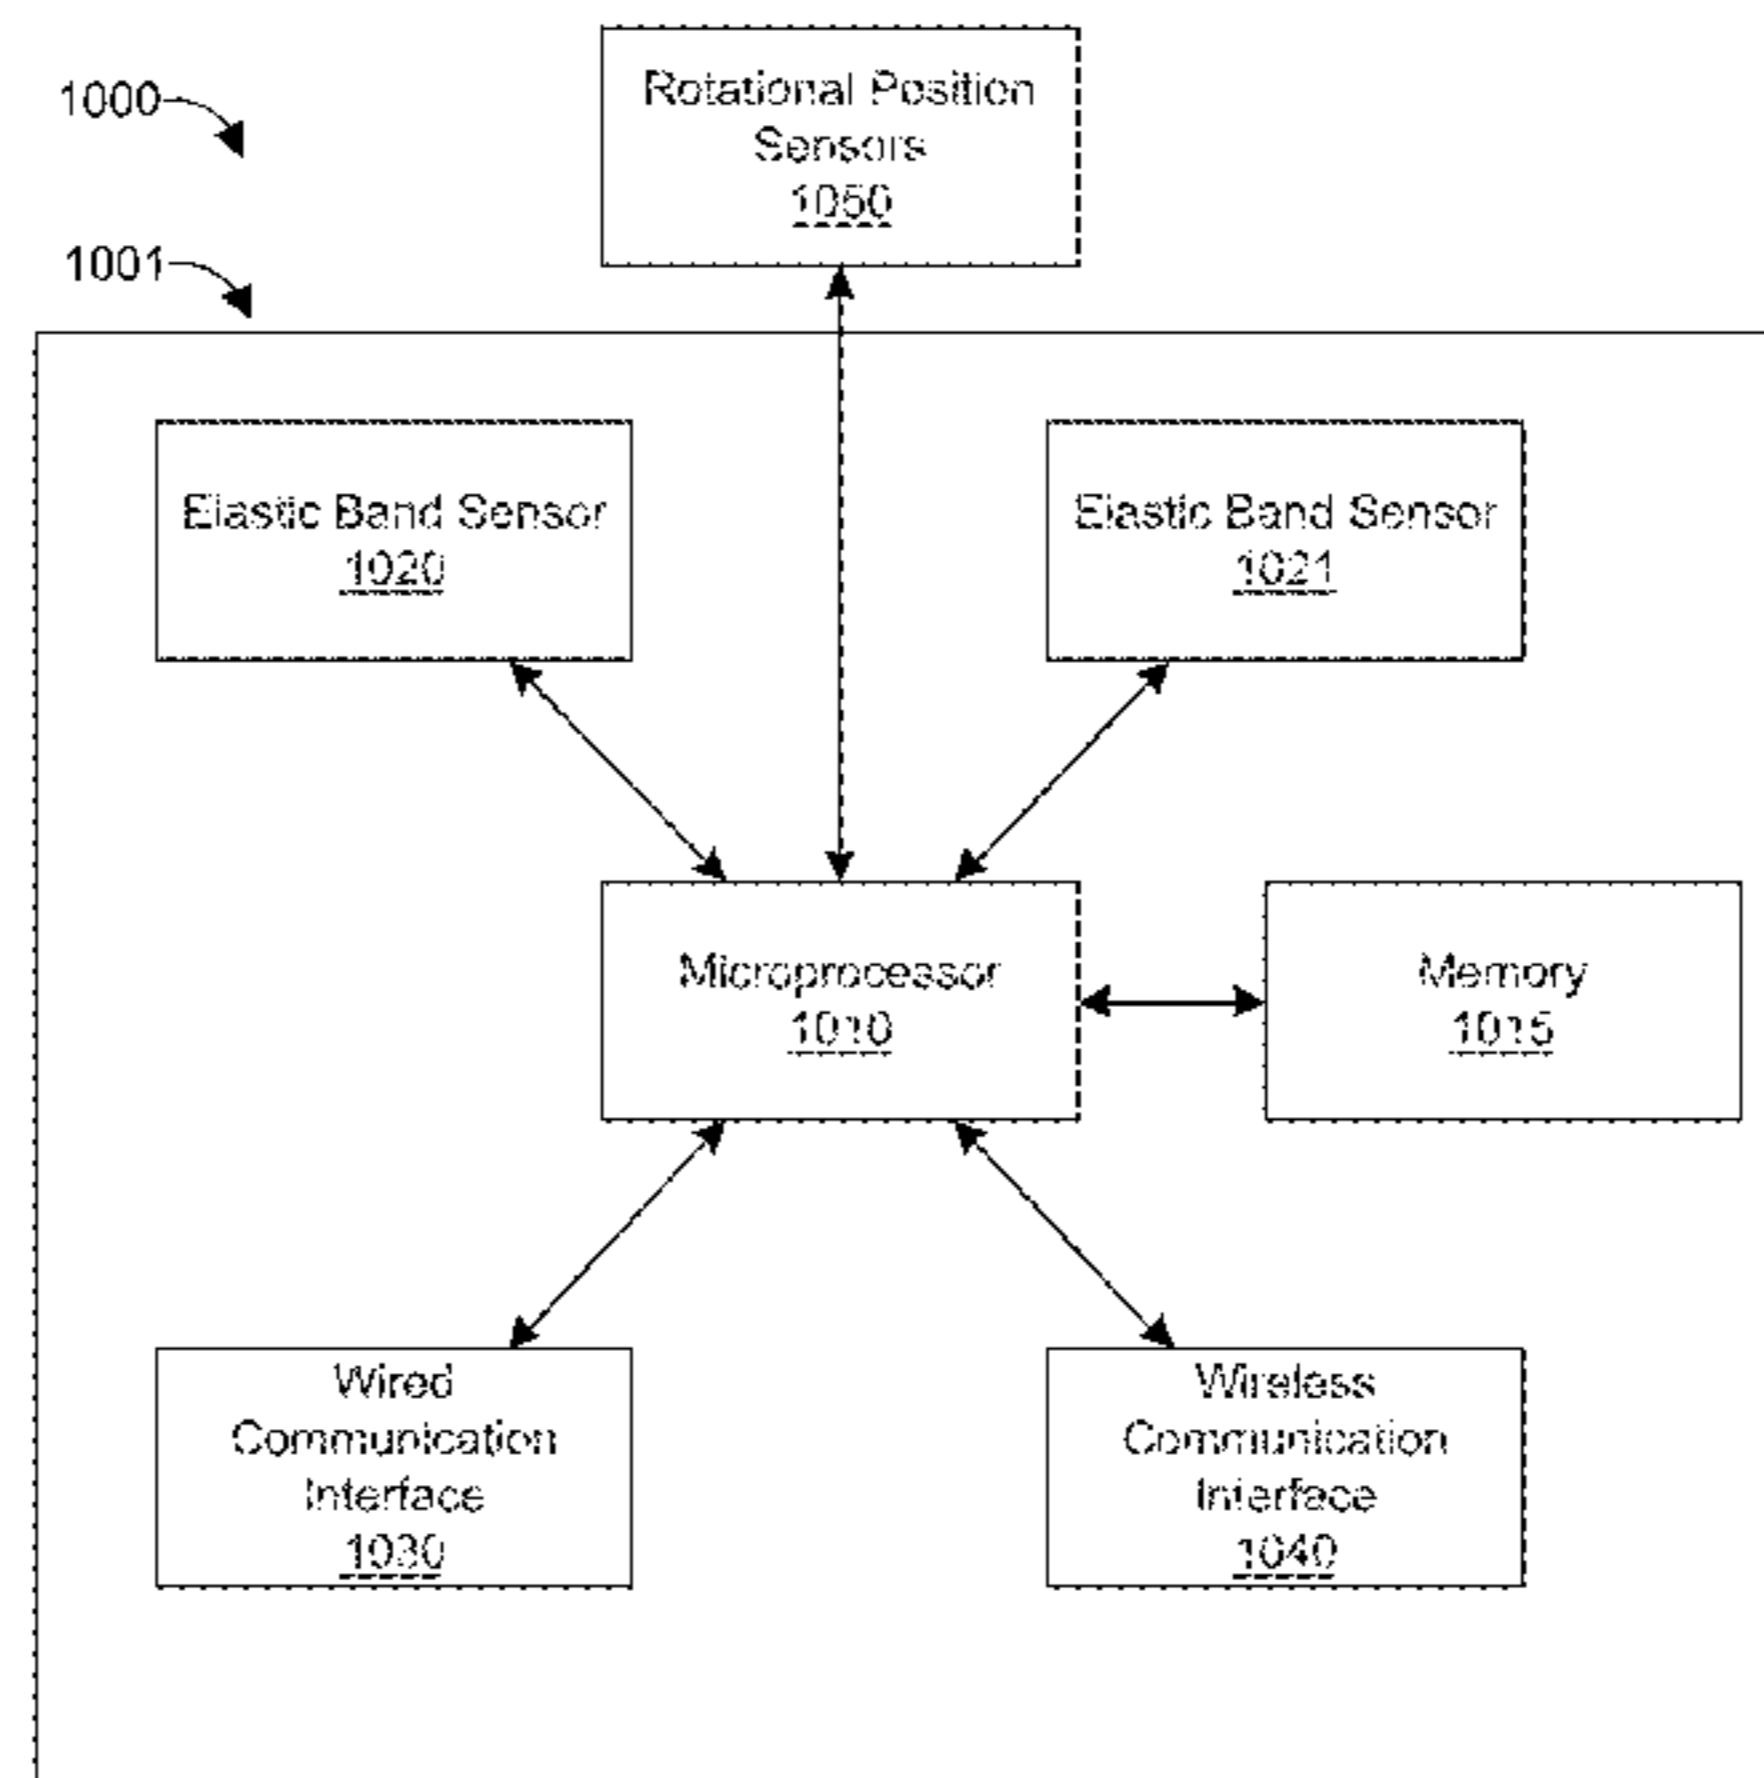 1000
Rotational Position
Sensors
1050
1001
Elastic Band Sensor
1020
Elastic Band Sensor
1021
Microprocessor
1010
Memory
1015
Wired
Communication
Interface
1030
Wireless
Communication
Interface
1040